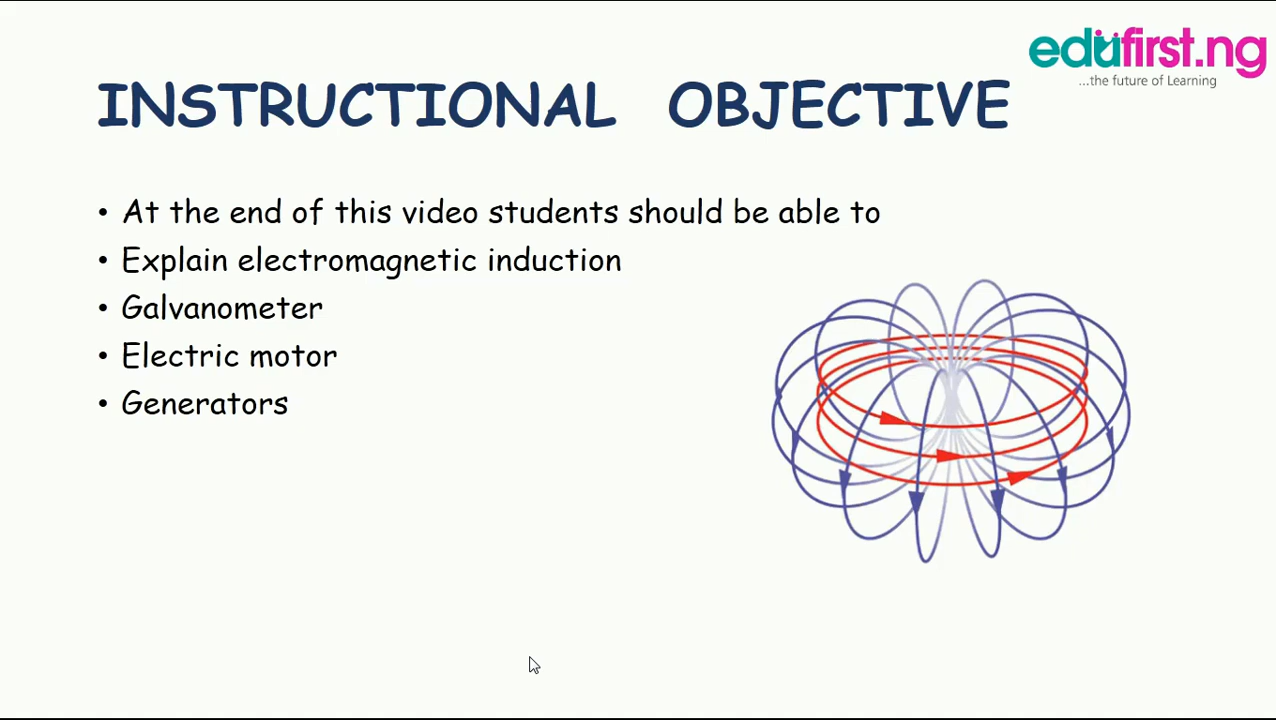 edufirst.ng
...the future of Learning
INSTRUCTIONAL OBJECTIVE
• At the end of this video students should be able to
• Explain electromagnetic induction
• Galvanometer
• Electric motor
• Generators